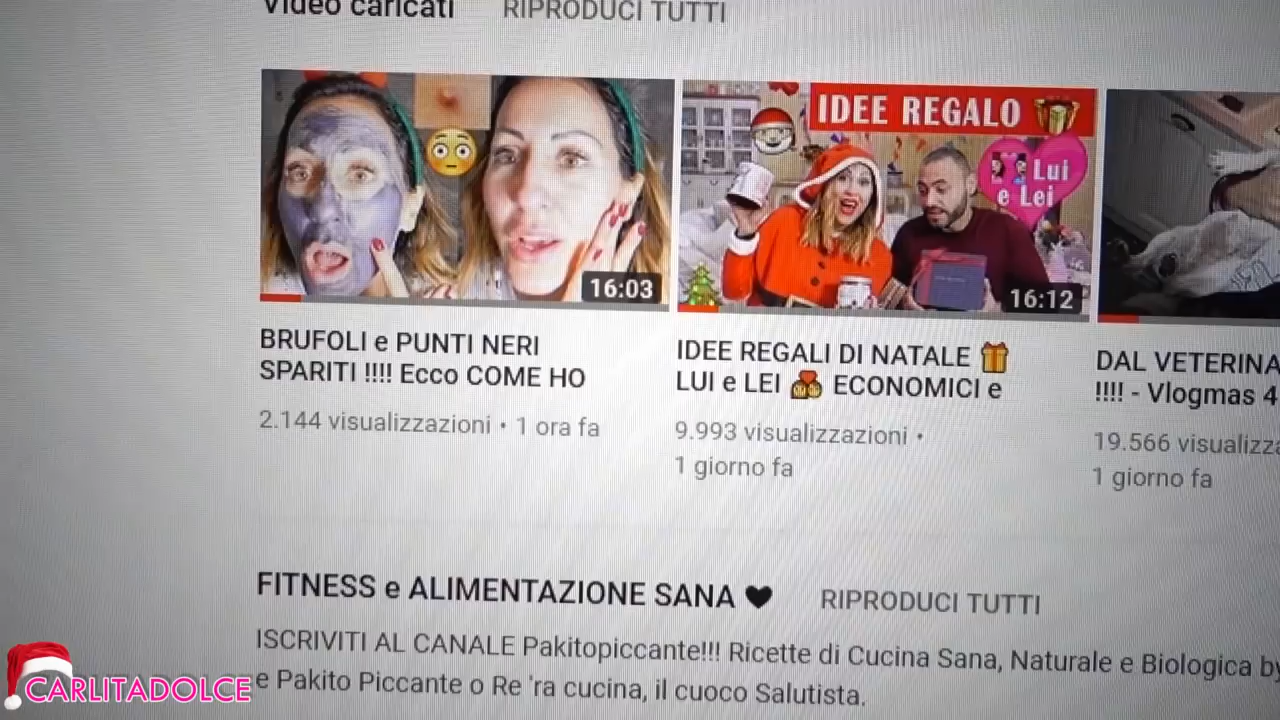 Video caricati RIPRODUCI TUTTI
IDEE REGALO
Lui
e Lei
16:03
16:12
BRUFOLI e PUNTI NERI
SPARITI !!!! Ecco COME HO
2.144 visualizzazioni • 1 ora fa
IDEE REGALI DI NATALE 🎁
LUI e LEI 💑 ECONOMICI e
9.993 visualizzazioni •
1 giorno fa
DAL VETERINA
!!!! - Vlogmas 4
19.566 visualizza
1 giorno fa
FITNESS e ALIMENTAZIONE SANA 🖤 RIPRODUCI TUTTI
ISCRIVITI AL CANALE Pakitopiccante!!! Ricette di Cucina Sana, Naturale e Biologica by
e Pakito Piccante o Re 'ra cucina, il cuoco Salutista.
CARLITADOLCE